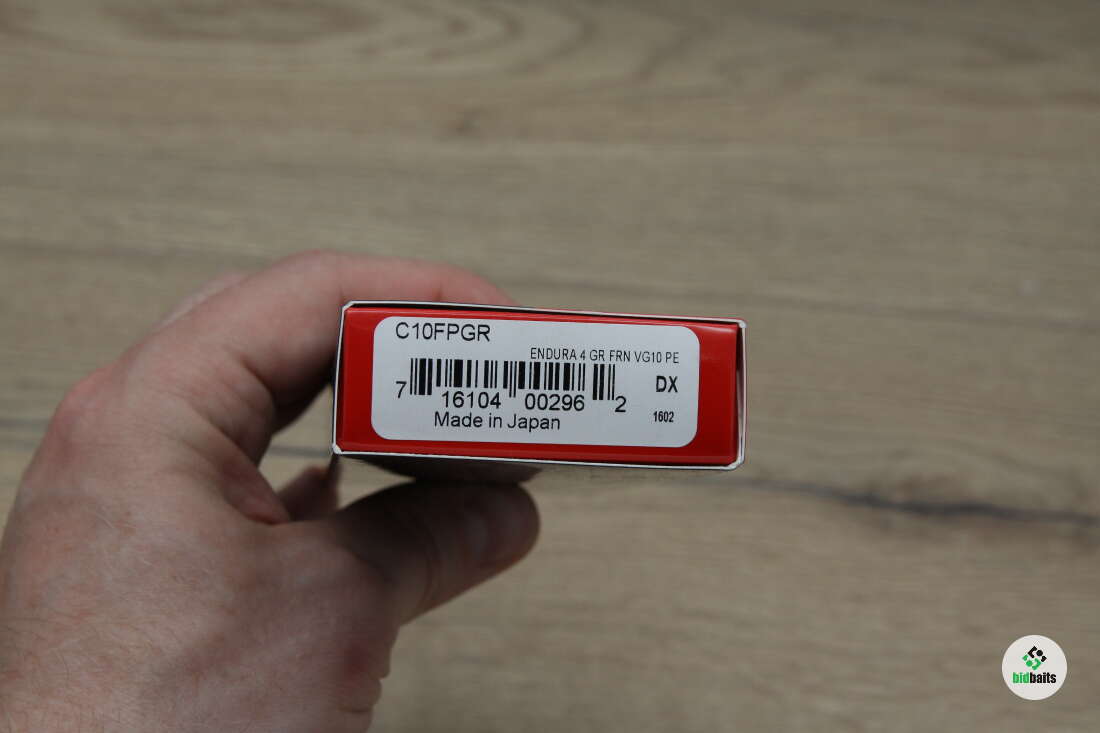 C10FPGR
ENDURA 4 GR FRN VG10 PE
7 16104 00296 2
DX
Made in Japan
1602
bidbaits